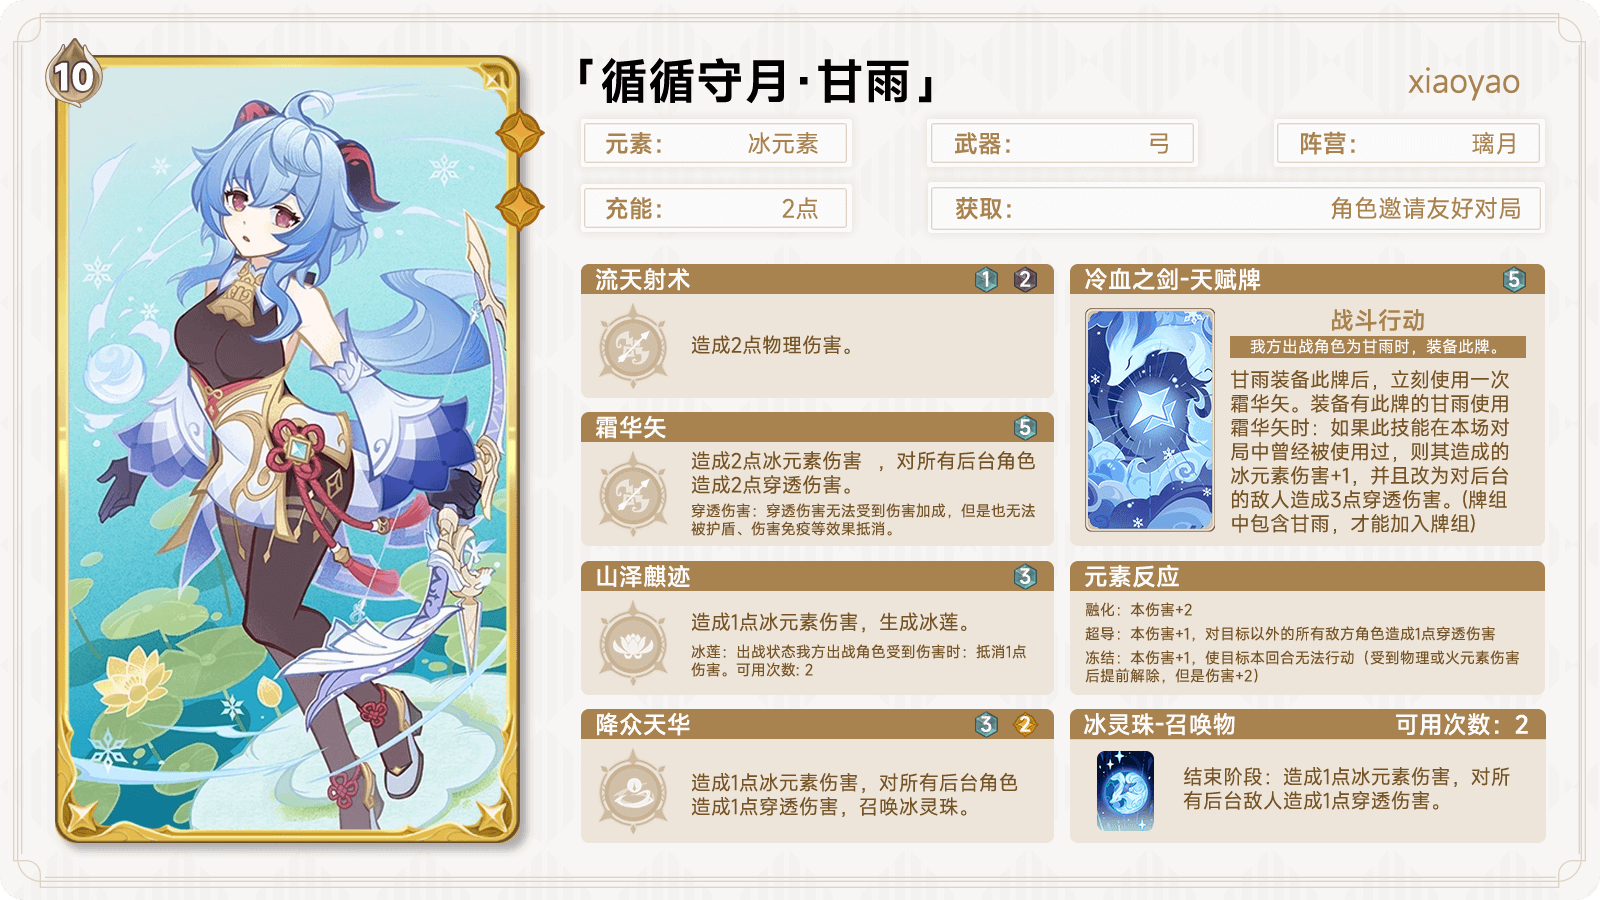 10
「循循守月·甘雨」
xiaoyao
元素： 冰元素
武器： 弓
阵营： 璃月
充能： 2点
获取： 角色邀请友好对局
流天射术 1 2
造成2点物理伤害。
霜华矢 5
造成2点冰元素伤害 ，对所有后台角色
造成2点穿透伤害。
穿透伤害：穿透伤害无法受到伤害加成，但是也无法
被护盾、伤害免疫等效果抵消。
山泽麒迹 3
造成1点冰元素伤害，生成冰莲。
冰莲：出战状态我方出战角色受到伤害时：抵消1点
伤害。可用次数: 2
降众天华 3 2
造成1点冰元素伤害，对所有后台角色
造成1点穿透伤害，召唤冰灵珠。
冷血之剑-天赋牌 5
战斗行动
我方出战角色为甘雨时，装备此牌。
甘雨装备此牌后，立刻使用一次
霜华矢。装备有此牌的甘雨使用
霜华矢时：如果此技能在本场对
局中曾经被使用过，则其造成的
冰元素伤害+1，并且改为对后台
的敌人造成3点穿透伤害。(牌组
中包含甘雨，才能加入牌组)
元素反应
融化：本伤害+2
超导：本伤害+1，对目标以外的所有敌方角色造成1点穿透伤害
冻结：本伤害+1，使目标本回合无法行动（受到物理或火元素伤害
后提前解除，但是伤害+2）
冰灵珠-召唤物 可用次数：2
结束阶段：造成1点冰元素伤害，对所
有后台敌人造成1点穿透伤害。